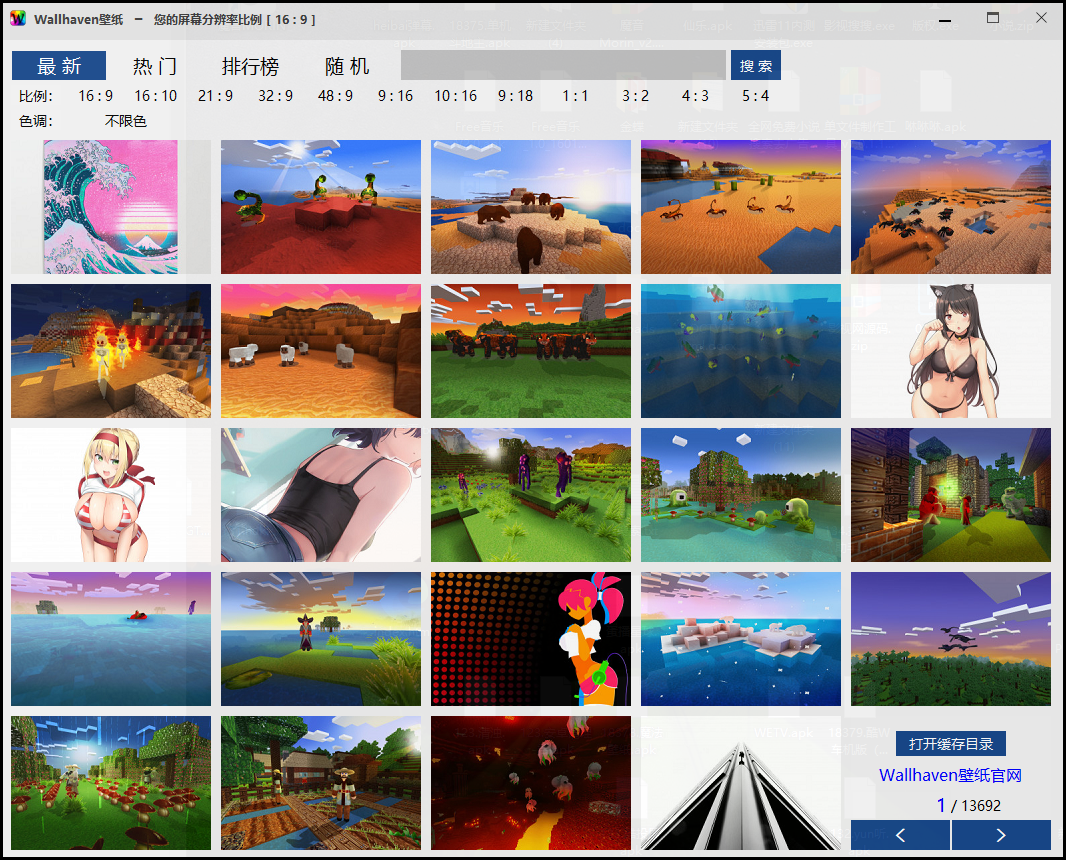 Wallhaven壁纸 － 您的屏幕分辨率比例 [ 16 : 9 ]
最 新 热 门 排行榜 随 机 搜 索
比例： 16 : 9 16 : 10 21 : 9 32 : 9 48 : 9 9 : 16 10 : 16 9 : 18 1 : 1 3 : 2 4 : 3 5 : 4
色调： 不限色
打开缓存目录
Wallhaven壁纸官网
1 / 13692